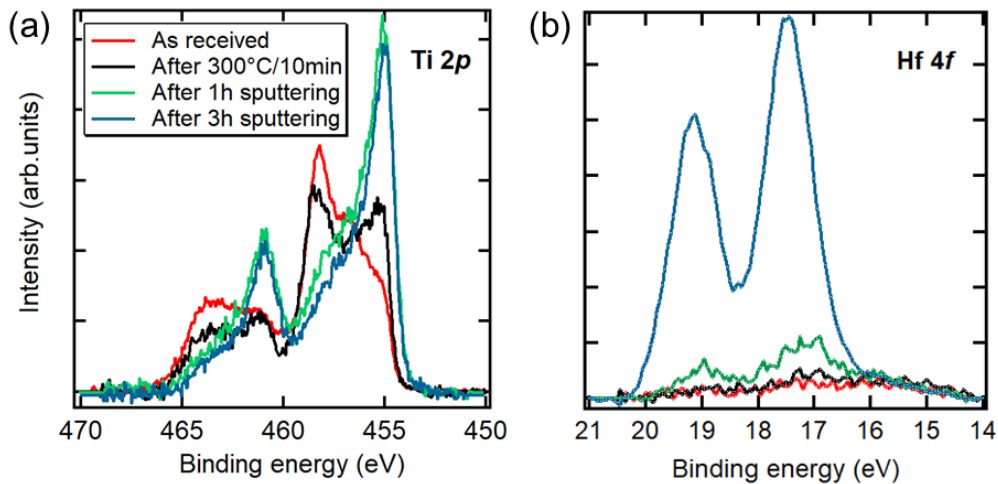 (a)
As received
After 300°C/10min
After 1h sputtering
After 3h sputtering
Ti 2p
Intensity (arb.units)
470 465 460 455 450
Binding energy (eV)
(b)
Hf 4f
21 20 19 18 17 16 15 14
Binding energy (eV)